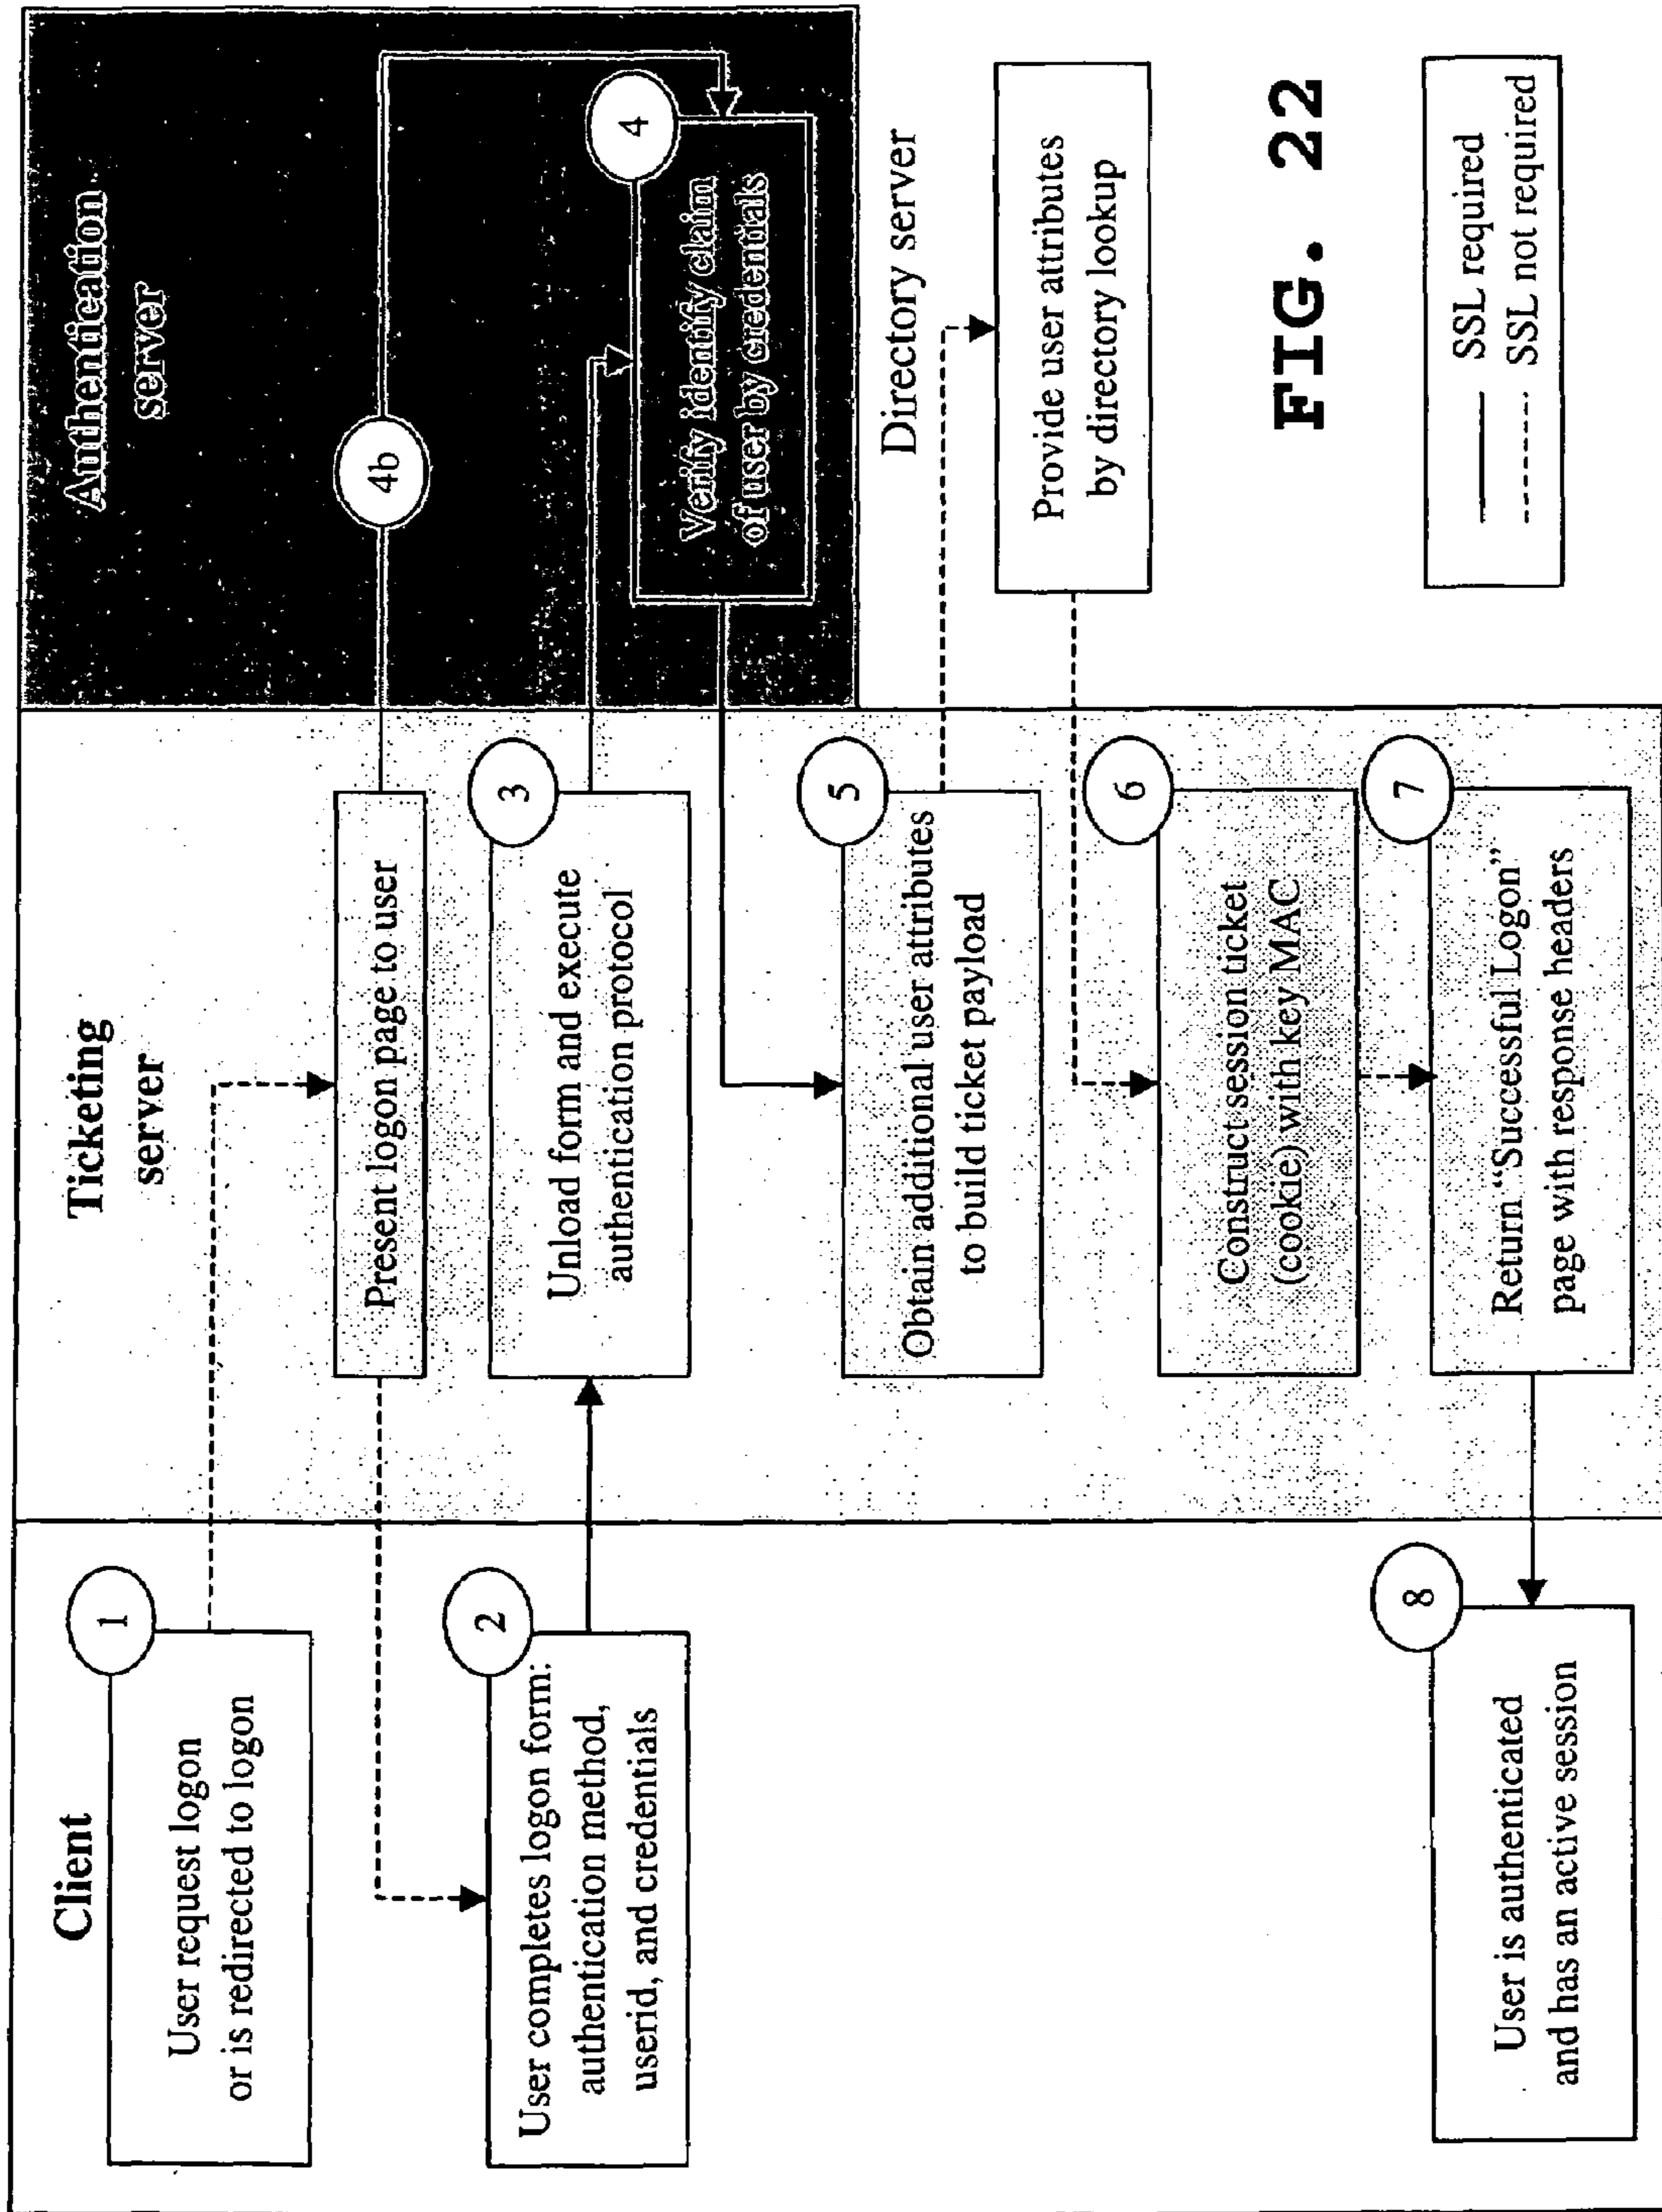 Client
1
User request logon
or is redirected to logon
2
User completes logon form:
authentication method,
userid, and credentials
8
User is authenticated
and has an active session
Ticketing
server
Present logon page to user
3
Unload form and execute
authentication protocol
5
Obtain additional user attributes
to build ticket payload
6
Construct session ticket
(cookie) with key MAC
7
Return “Successful Logon”
page with response headers
Authentication
server
4b
4
Verify identify claim
of user by credentials
Directory server
Provide user attributes
by directory lookup
FIG. 22
SSL required
SSL not required